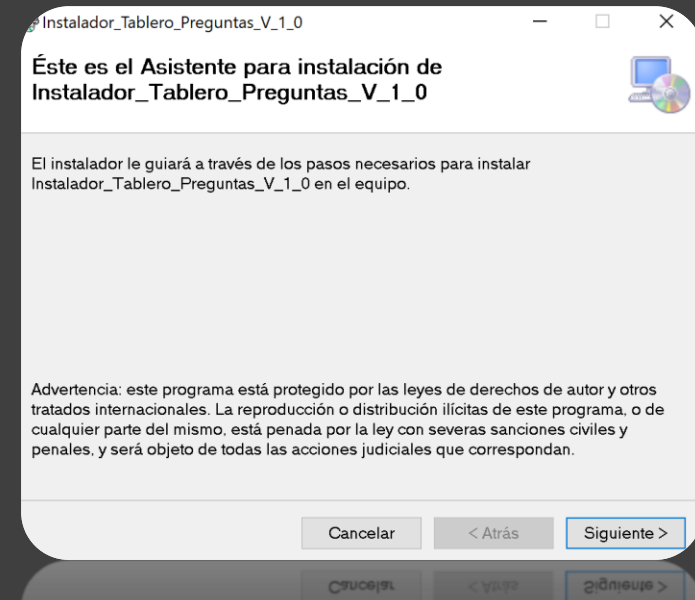 Instalador_Tablero_Preguntas_V_1_0
Éste es el Asistente para instalación de
Instalador_Tablero_Preguntas_V_1_0
El instalador le guiará a través de los pasos necesarios para instalar
Instalador_Tablero_Preguntas_V_1_0 en el equipo.
Advertencia: este programa está protegido por las leyes de derechos de autor y otros
tratados internacionales. La reproducción o distribución ilícitas de este programa, o de
cualquier parte del mismo, está penada por la ley con severas sanciones civiles y
penales, y será objeto de todas las acciones judiciales que correspondan.
Cancelar < Atrás Siguiente >